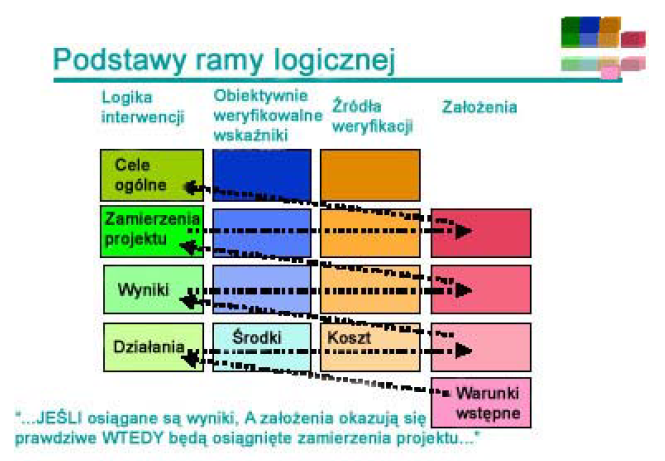 Podstawy ramy logicznej
Logika
interwencji
Obiektywnie
weryfikowalne
wskaźniki
Źródła
weryfikacji
Założenia
Cele
ogólne
Zamierzenia
projektu
Wyniki
Działania
Środki
Koszt
Warunki
wstępne
"...JEŚLI osiągane są wyniki, A założenia okazują się
prawdziwe WTEDY będą osiągnięte zamierzenia projektu..."